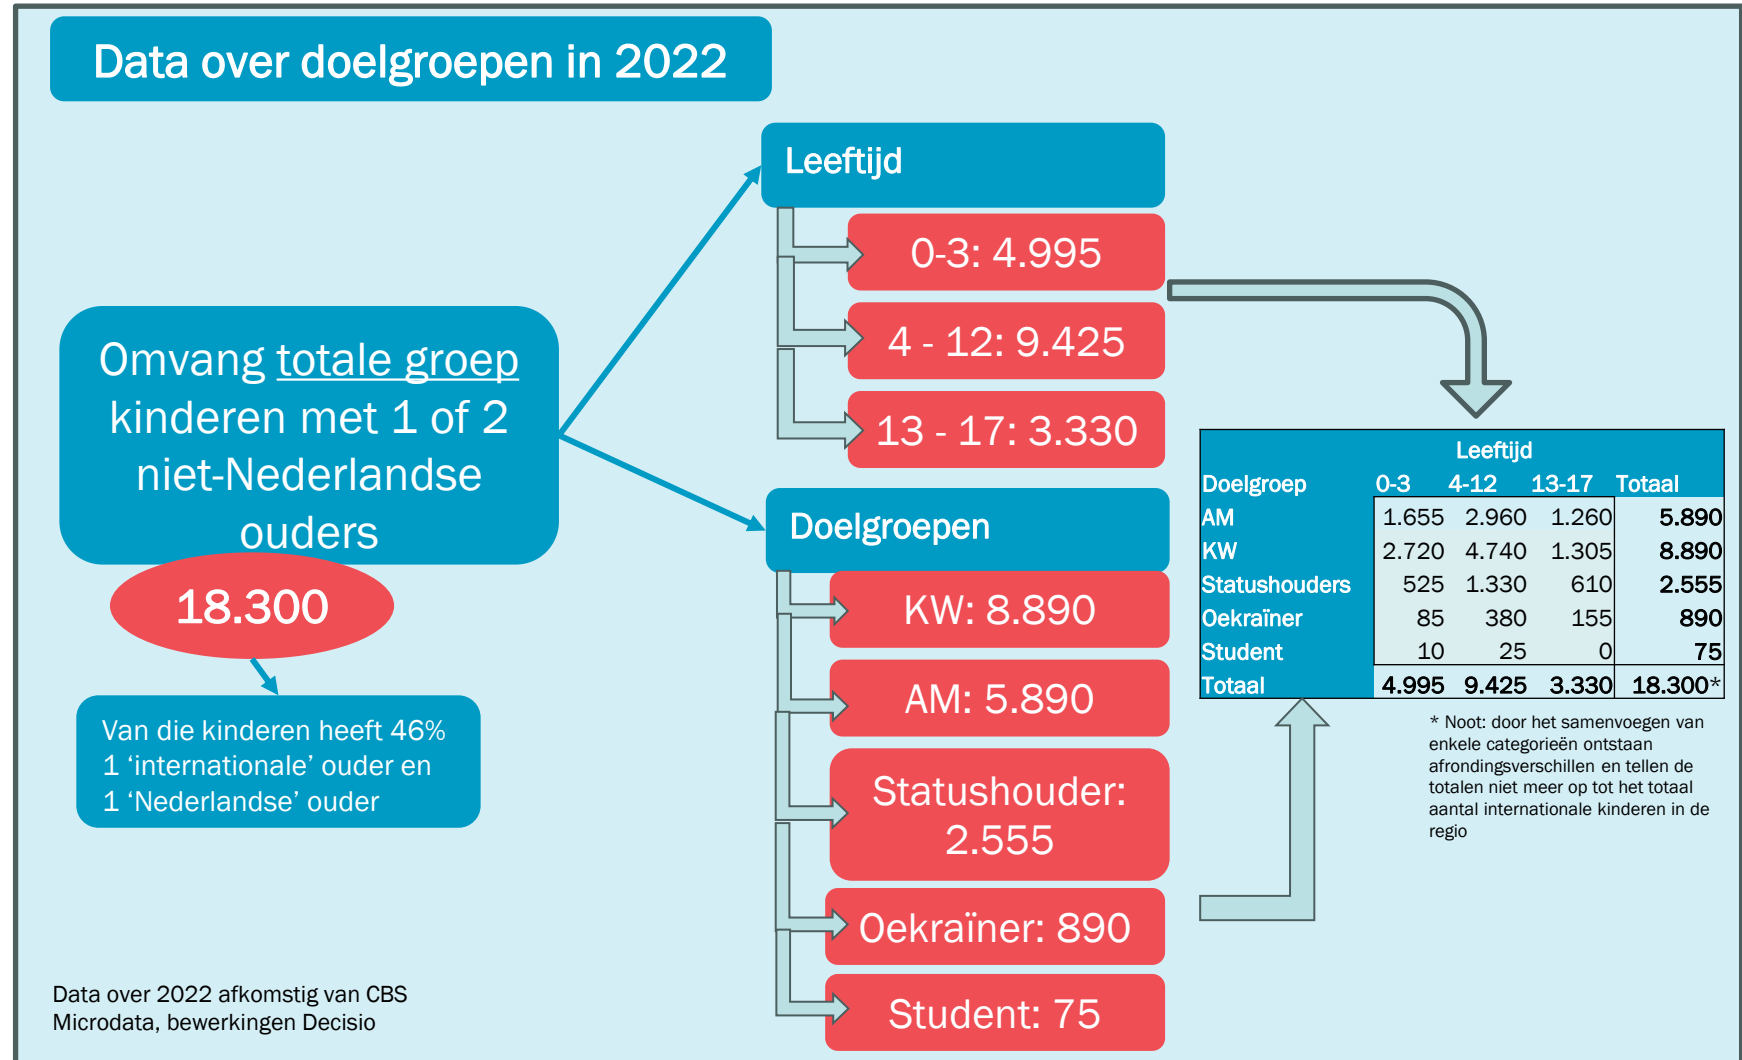 Data over doelgroepen in 2022
Omvang totale groep
kinderen met 1 of 2
niet-Nederlandse
ouders
18.300
Van die kinderen heeft 46%
1 ‘internationale’ ouder en
1 ‘Nederlandse’ ouder
Leeftijd
0-3: 4.995
4 - 12: 9.425
13 - 17: 3.330
Doelgroepen
KW: 8.890
AM: 5.890
Statushouder:
2.555
Oekraïner: 890
Student: 75
Leeftijd
Doelgroep 0-3 4-12 13-17 Totaal
AM 1.655 2.960 1.260 5.890
KW 2.720 4.740 1.305 8.890
Statushouders 525 1.330 610 2.555
Oekraïner 85 380 155 890
Student 10 25 0 75
Totaal 4.995 9.425 3.330 18.300*
* Noot: door het samenvoegen van
enkele categorieën ontstaan
afrondingsverschillen en tellen de
totalen niet meer op tot het totaal
aantal internationale kinderen in de
regio
Data over 2022 afkomstig van CBS
Microdata, bewerkingen Decisio